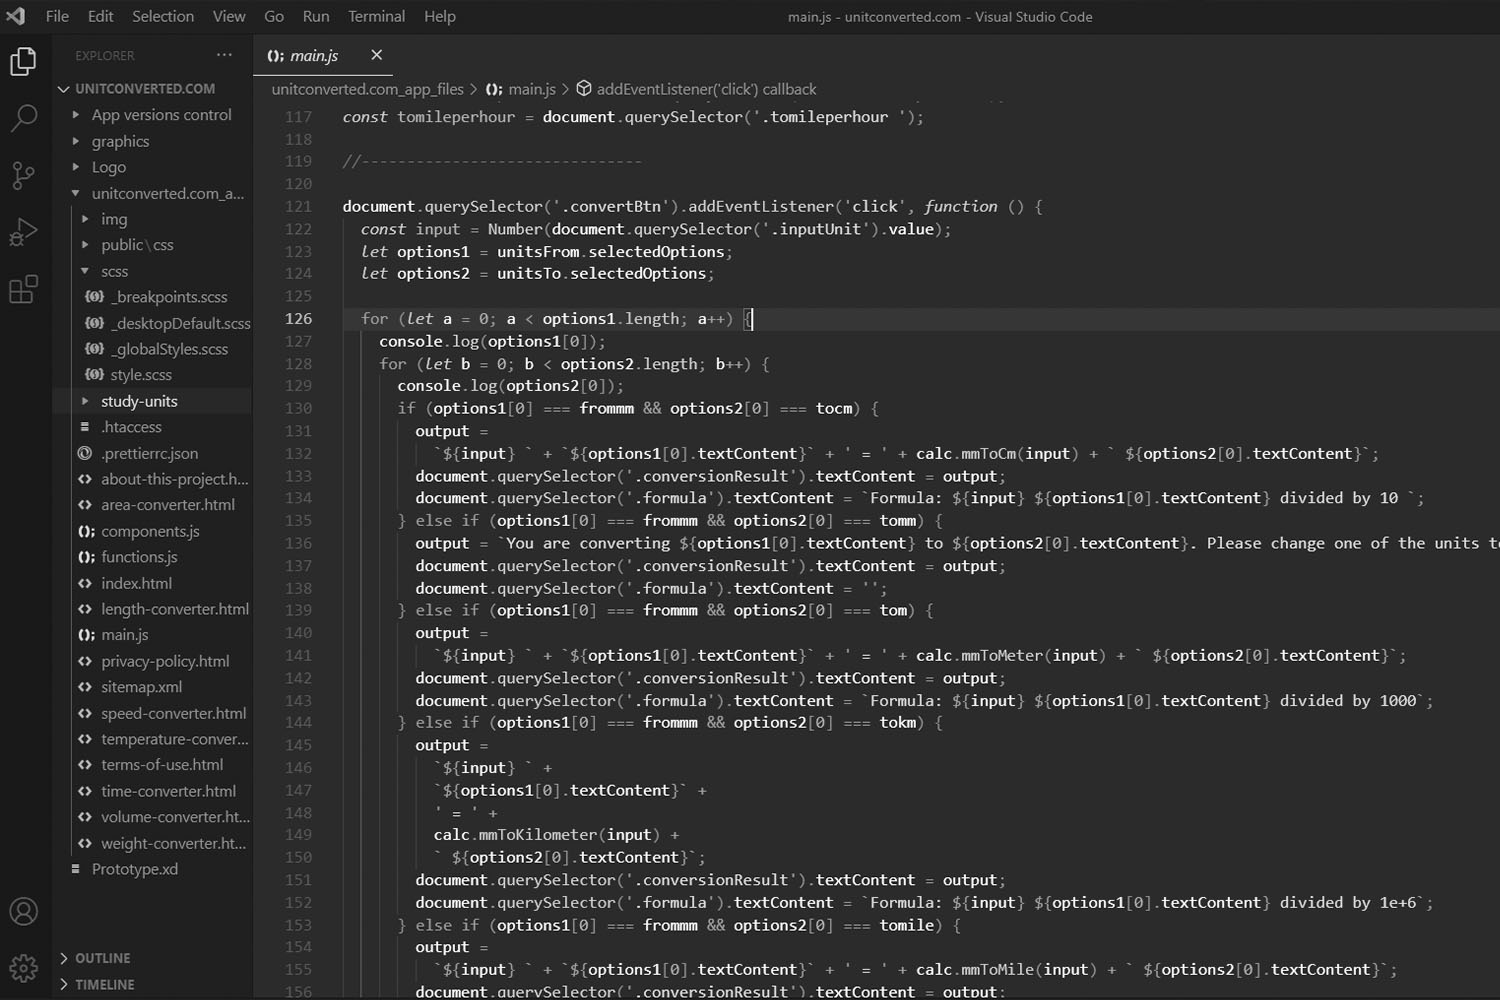 File Edit Selection View Go Run Terminal Help
main.js - unitconverted.com - Visual Studio Code
EXPLORER ···
UNITCONVERTED.COM
App versions control
graphics
Logo
unitconverted.com_a...
img
public\css
scss
_breakpoints.scss
_desktopDefault.scss
_globalStyles.scss
style.scss
study-units
.htaccess
.prettierrc.json
about-this-project.h...
area-converter.html
components.js
functions.js
index.html
length-converter.html
main.js
privacy-policy.html
sitemap.xml
speed-converter.html
temperature-conver...
terms-of-use.html
time-converter.html
volume-converter.ht...
weight-converter.ht...
Prototype.xd
OUTLINE
TIMELINE
main.js
unitconverted.com_app_files > main.js > addEventListener('click') callback
117 const tomileperhour = document.querySelector('.tomileperhour ');
118
119 //-------------------------------
120
121 document.querySelector('.convertBtn').addEventListener('click', function () {
122 const input = Number(document.querySelector('.inputUnit').value);
123 let options1 = unitsFrom.selectedOptions;
124 let options2 = unitsTo.selectedOptions;
125
126 for (let a = 0; a < options1.length; a++) {
127 console.log(options1[0]);
128 for (let b = 0; b < options2.length; b++) {
129 console.log(options2[0]);
130 if (options1[0] === frommm && options2[0] === tocm) {
131 output =
132 `${input} ` + `${options1[0].textContent}` + ' = ' + calc.mmToCm(input) + ` ${options2[0].textContent}`;
133 document.querySelector('.conversionResult').textContent = output;
134 document.querySelector('.formula').textContent = `Formula: ${input} ${options1[0].textContent} divided by 10 `;
135 } else if (options1[0] === frommm && options2[0] === tomm) {
136 output = `You are converting ${options1[0].textContent} to ${options2[0].textContent}. Please change one of the units
137 document.querySelector('.conversionResult').textContent = output;
138 document.querySelector('.formula').textContent = '';
139 } else if (options1[0] === frommm && options2[0] === tom) {
140 output =
141 `${input} ` + `${options1[0].textContent}` + ' = ' + calc.mmToMeter(input) + ` ${options2[0].textContent}`;
142 document.querySelector('.conversionResult').textContent = output;
143 document.querySelector('.formula').textContent = `Formula: ${input} ${options1[0].textContent} divided by 1000`;
144 } else if (options1[0] === frommm && options2[0] === tokm) {
145 output =
146 `${input} ` +
147 `${options1[0].textContent}` +
148 ' = ' +
149 calc.mmToKilometer(input) +
150 ` ${options2[0].textContent}`;
151 document.querySelector('.conversionResult').textContent = output;
152 document.querySelector('.formula').textContent = `Formula: ${input} ${options1[0].textContent} divided by 1e+6`;
153 } else if (options1[0] === frommm && options2[0] === tomile) {
154 output =
155 `${input} ` + `${options1[0].textContent}` + ' = ' + calc.mmToMile(input) + ` ${options2[0].textContent}`;
156 document.querySelector('.conversionResult').textContent = output;